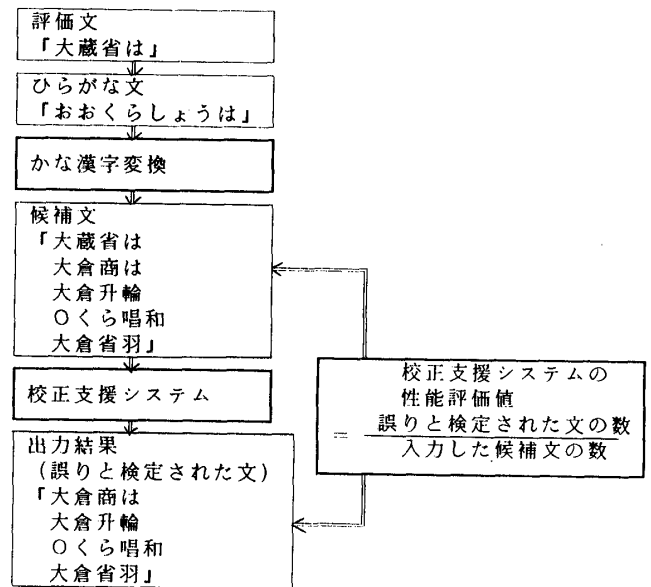 評価文
「大蔵省は」
ひらがな文
「おおくらしょうは」
かな漢字変換
候補文
「大蔵省は
大倉商は
大倉升輪
〇くら唱和
大倉省羽」
校正支援システム
出力結果
(誤りと検定された文)
「大倉商は
大倉升輪
〇くら唱和
大倉省羽」
校正支援システムの
性能評価値
= 誤りと検定された文の数
入力した候補文の数